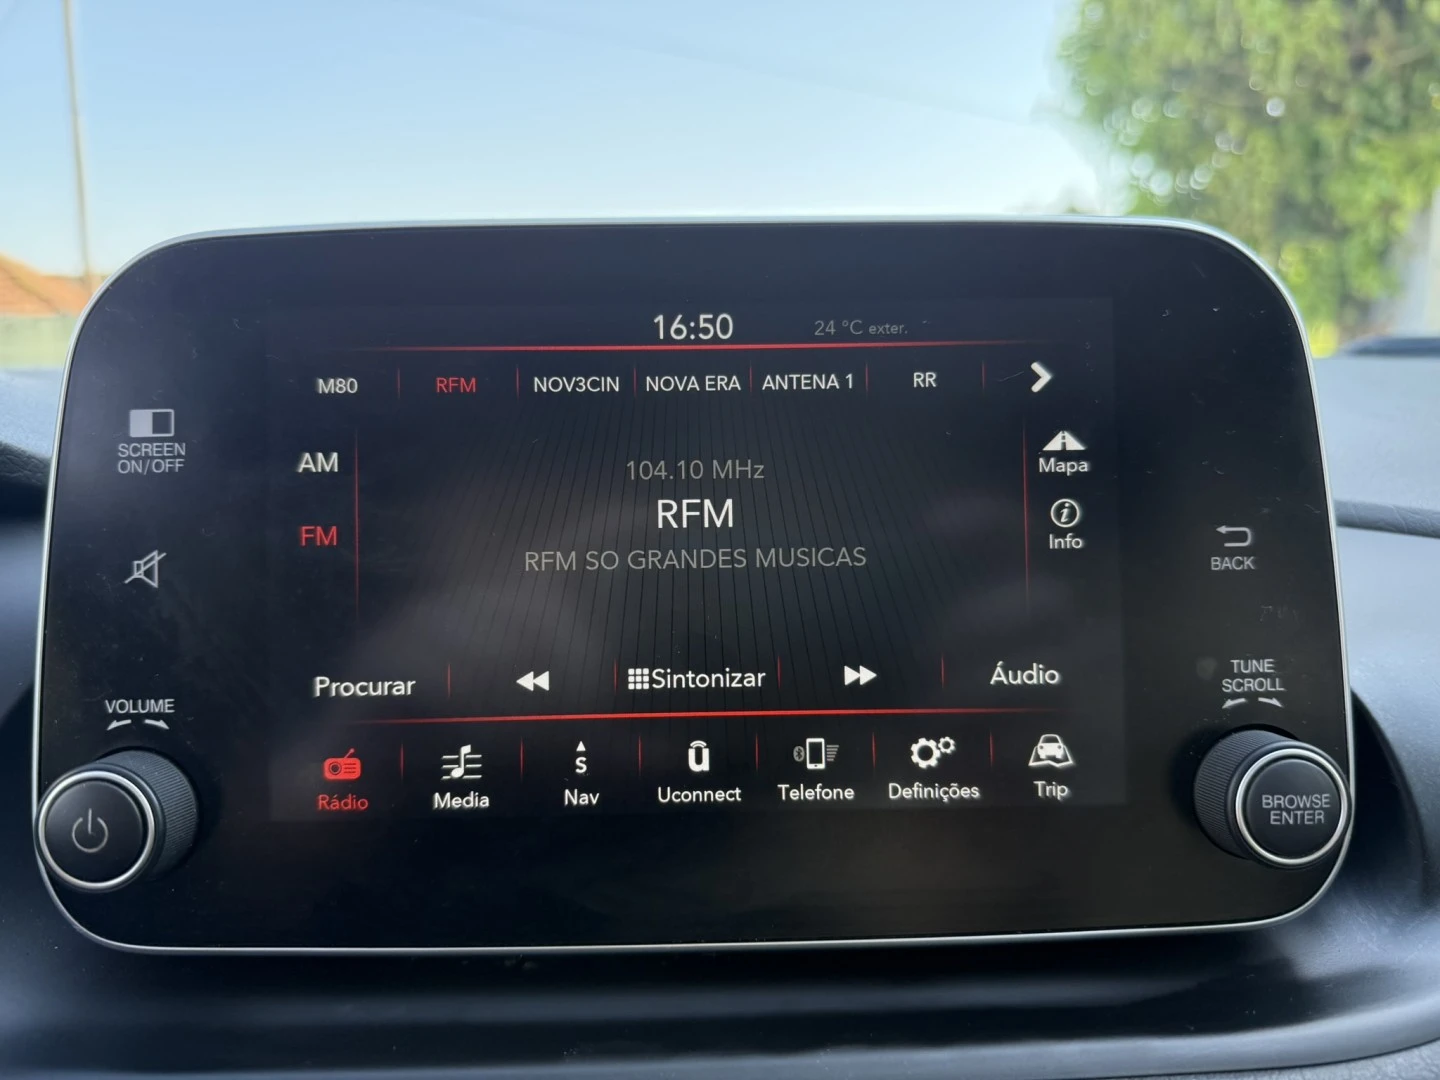 16:50 24 °C exter.
M80 RFM NOV3CIN NOVA ERA ANTENA 1 RR
SCREEN
ON/OFF
AM
FM
104.10 MHz
RFM
RFM SO GRANDES MUSICAS
Mapa
Info
BACK
Procurar Sintonizar Áudio
VOLUME
TUNE
SCROLL
Rádio Media S Nav Uconnect Telefone Definições Trip
BROWSE
ENTER